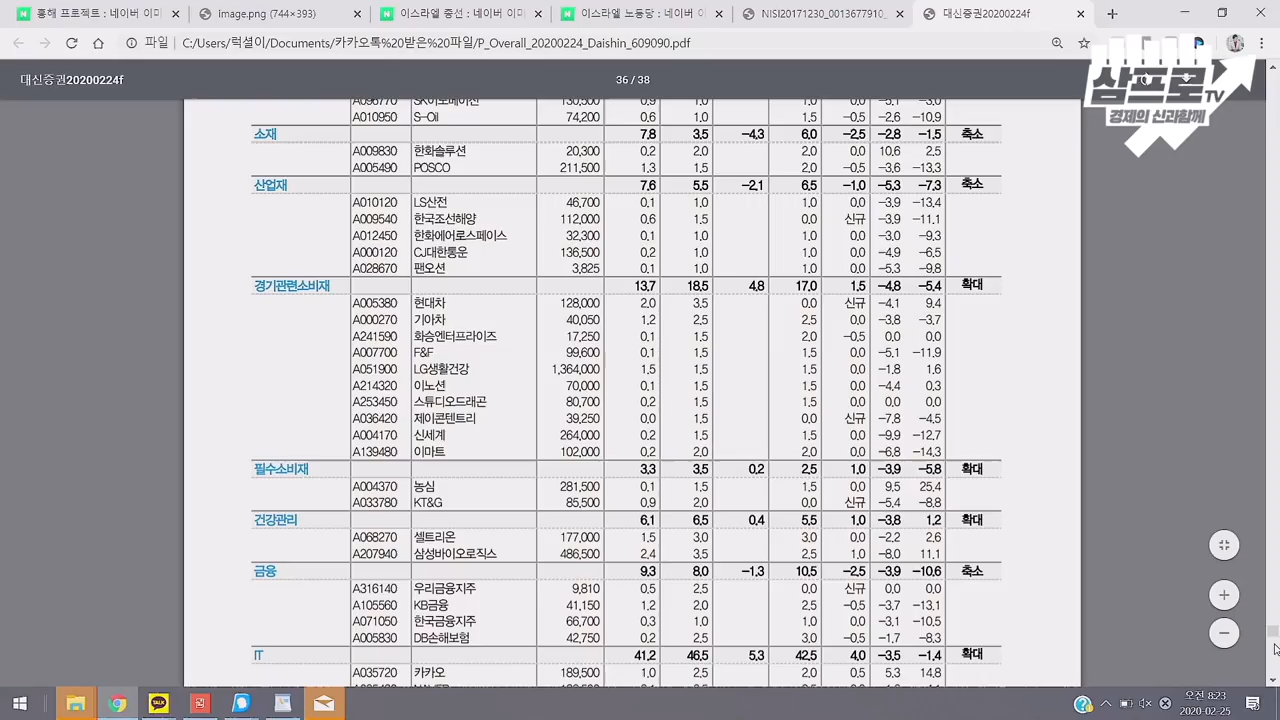 홍해 프로젝트 : 네이버 이미 Image.png (744×393) 이스라엘 증선 : 네이버 이미 이스라엘 노동당 : 네이버 이 NISI20171230_0013677910_ 대신증권20200224f
파일 C:/Users/럭셜이/Documents/카카오톡%20받은%20파일/P_Overall_20200224_Daishin_609090.pdf
대신증권20200224f 36 / 38
삼프로TV
경제의 신과함께
A096770 SK이노베이션 130,500 0.9 1.0 1.0 0.0 -5.1 -3.0
A010950 S-Oil 74,200 0.6 1.0 1.5 -0.5 -2.6 -10.9
소재 7.8 3.5 -4.3 6.0 -2.5 -2.8 -1.5 축소
A009830 한화솔루션 20,300 0.2 2.0 2.0 0.0 10.6 2.5
A005490 POSCO 211,500 1.3 1.5 2.0 -0.5 -3.6 -13.3
산업재 7.6 5.5 -2.1 6.5 -1.0 -5.3 -7.3 축소
A010120 LS산전 46,700 0.1 1.0 1.0 0.0 -3.9 -13.4
A009540 한국조선해양 112,000 0.6 1.5 0.0 신규 -3.9 -11.1
A012450 한화에어로스페이스 32,300 0.1 1.0 1.0 0.0 -3.0 -9.3
A000120 CJ대한통운 136,500 0.2 1.0 1.0 0.0 -4.9 -6.5
A028670 팬오션 3,825 0.1 1.0 1.0 0.0 -5.3 -9.8
경기관련소비재 13.7 18.5 4.8 17.0 1.5 -4.8 -5.4 확대
A005380 현대차 128,000 2.0 3.5 0.0 신규 -4.1 9.4
A000270 기아차 40,050 1.2 2.5 2.5 0.0 -3.8 -3.7
A241590 화승엔터프라이즈 17,250 0.1 1.5 2.0 -0.5 0.0 0.0
A007700 F&F 99,600 0.1 1.5 1.5 0.0 -5.1 -11.9
A051900 LG생활건강 1,364,000 1.5 1.5 1.5 0.0 -1.8 1.6
A214320 이노션 70,000 0.1 1.5 1.5 0.0 -4.4 0.3
A253450 스튜디오드래곤 80,700 0.2 1.5 1.5 0.0 0.0 0.0
A036420 제이콘텐트리 39,250 0.0 1.5 0.0 신규 -7.8 -4.5
A004170 신세계 264,000 0.2 1.5 1.5 0.0 -9.9 -12.7
A139480 이마트 102,000 0.2 2.0 2.0 0.0 -6.8 -14.3
필수소비재 3.3 3.5 0.2 2.5 1.0 -3.9 -5.8 확대
A004370 농심 281,500 0.1 1.5 1.5 0.0 9.5 25.4
A033780 KT&G 85,500 0.9 2.0 0.0 신규 -5.4 -8.8
건강관리 6.1 6.5 0.4 5.5 1.0 -3.8 1.2 확대
A068270 셀트리온 177,000 1.5 3.0 3.0 0.0 -2.2 2.6
A207940 삼성바이오로직스 486,500 2.4 3.5 2.5 1.0 -8.0 11.1
금융 9.3 8.0 -1.3 10.5 -2.5 -3.9 -10.6 축소
A316140 우리금융지주 9,810 0.5 2.5 0.0 신규 0.0 0.0
A105560 KB금융 41,150 1.2 2.0 2.5 -0.5 -3.7 -13.1
A071050 한국금융지주 66,700 0.3 1.0 1.0 0.0 -3.1 -10.5
A005830 DB손해보험 42,750 0.2 2.5 3.0 -0.5 -1.7 -8.3
IT 41.2 46.5 5.3 42.5 4.0 -3.5 -1.4 확대
A035720 카카오 189,500 1.0 2.5 2.0 0.5 5.3 14.8
TALK
오전 8:23
2020-02-25